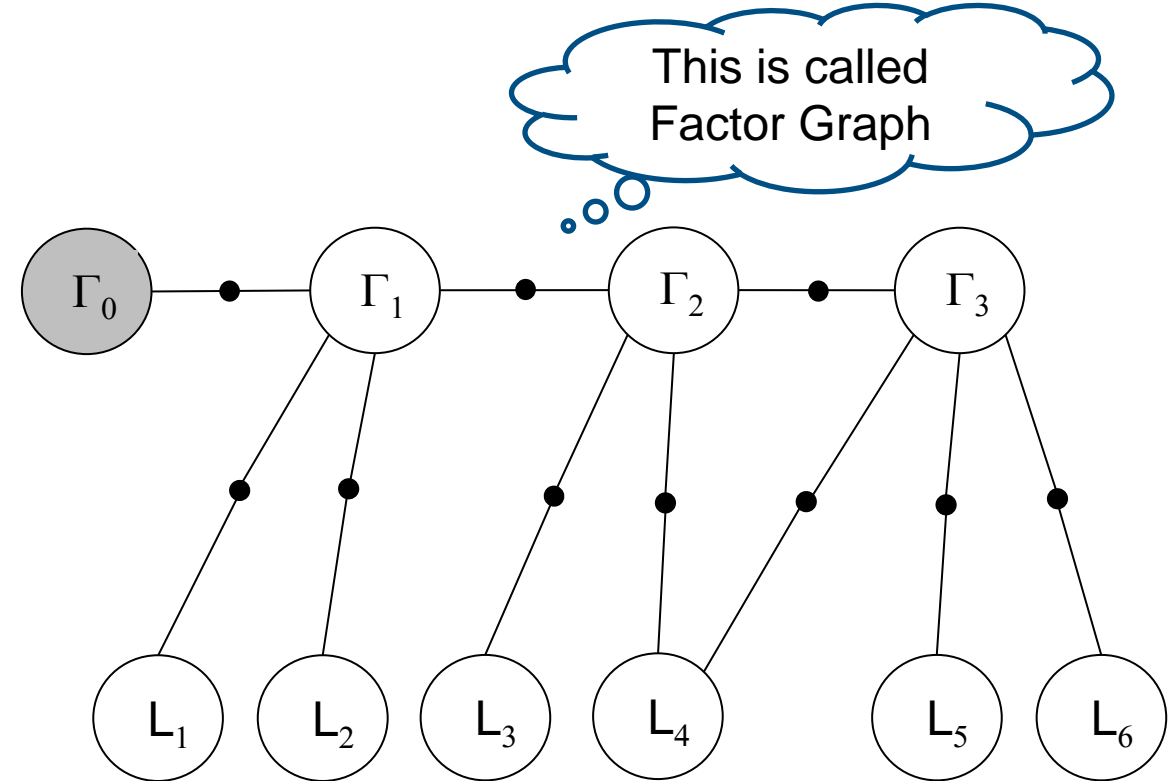 This is called
Factor Graph
Γ₀
Γ₁
Γ₂
Γ₃
L₁
L₂
L₃
L₄
L₅
L₆